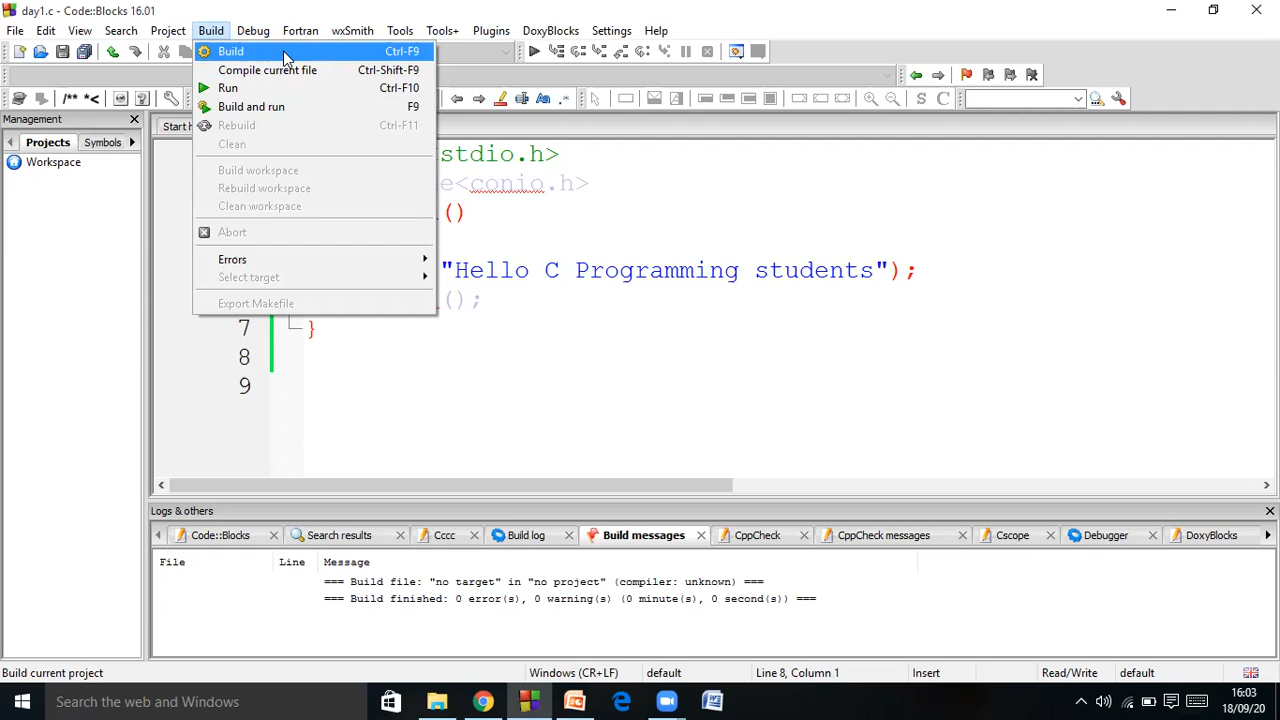 day1.c - Code::Blocks 16.01
File Edit View Search Project Build Debug Fortran wxSmith Tools Tools+ Plugins DoxyBlocks Settings Help
Build Ctrl-F9
Compile current file Ctrl-Shift-F9
Run Ctrl-F10
Build and run F9
Rebuild Ctrl-F11
Clean
Build workspace
Rebuild workspace
Clean workspace
Abort
Errors
Select target
Export Makefile
/** *<
S C
Management
Projects Symbols
Workspace
Start h
stdio.h>
e<conio.h>
()
"Hello C Programming students");
();
7 }
8
9
Logs & others
Code::Blocks Search results Cccc Build log Build messages CppCheck CppCheck messages Cscope Debugger DoxyBlocks
File Line Message
=== Build file: "no target" in "no project" (compiler: unknown) ===
=== Build finished: 0 error(s), 0 warning(s) (0 minute(s), 0 second(s)) ===
Build current project Windows (CR+LF) default Line 8, Column 1 Insert Read/Write default
Search the web and Windows
16:03
18/09/20